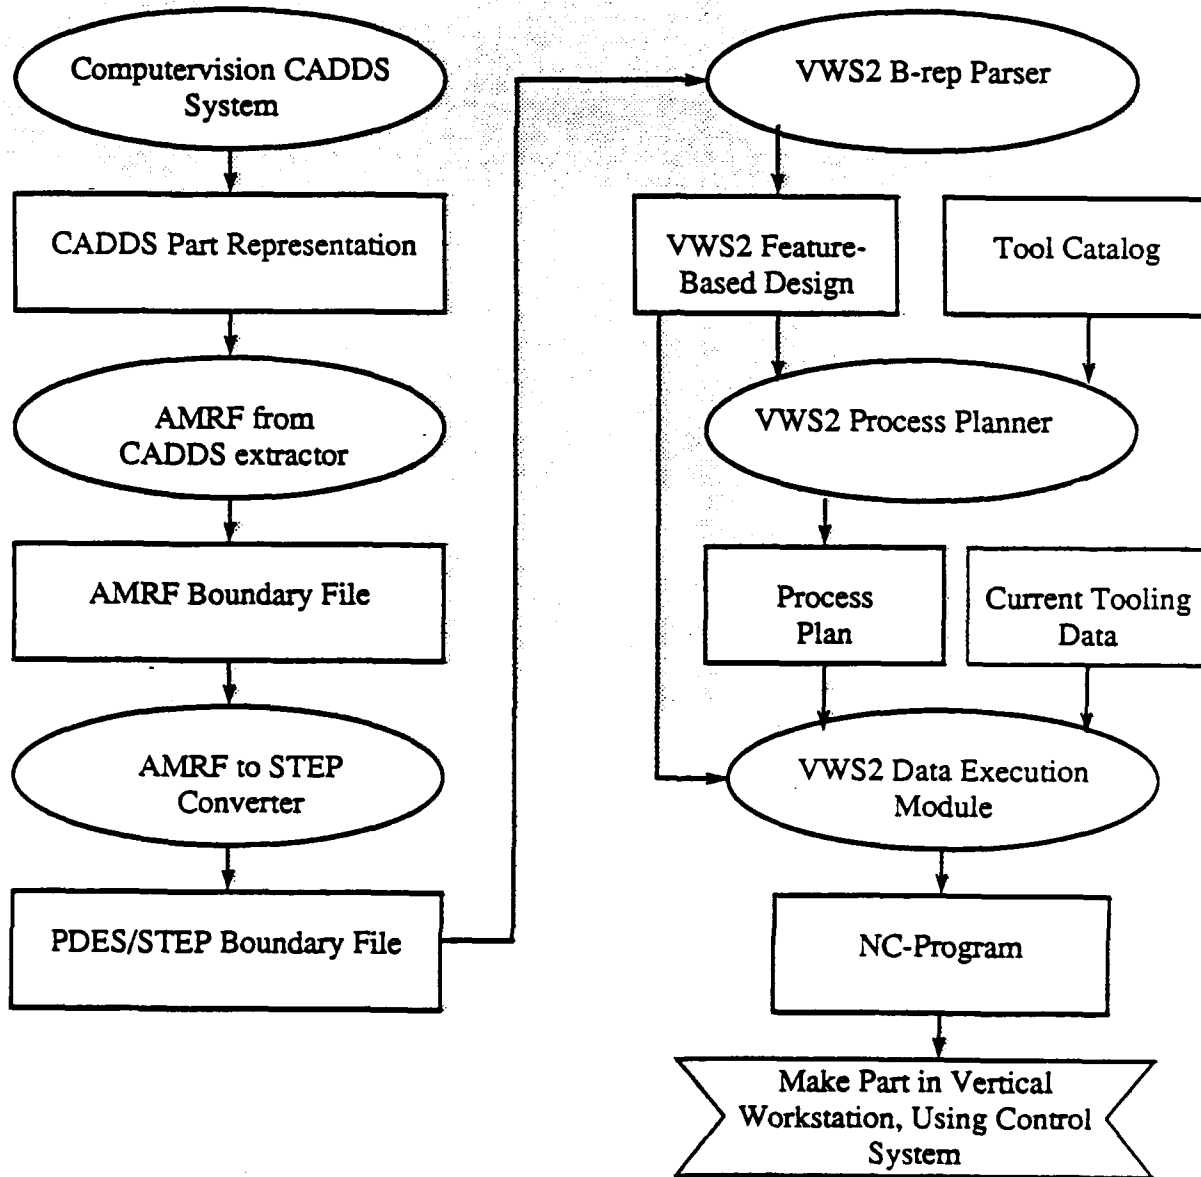 Computervision CADDS
System
CADDS Part Representation
AMRF from
CADDS extractor
AMRF Boundary File
AMRF to STEP
Converter
PDES/STEP Boundary File
VWS2 B-rep Parser
VWS2 Feature-
Based Design
Tool Catalog
VWS2 Process Planner
Process
Plan
Current Tooling
Data
VWS2 Data Execution
Module
NC-Program
Make Part in Vertical
Workstation, Using Control
System